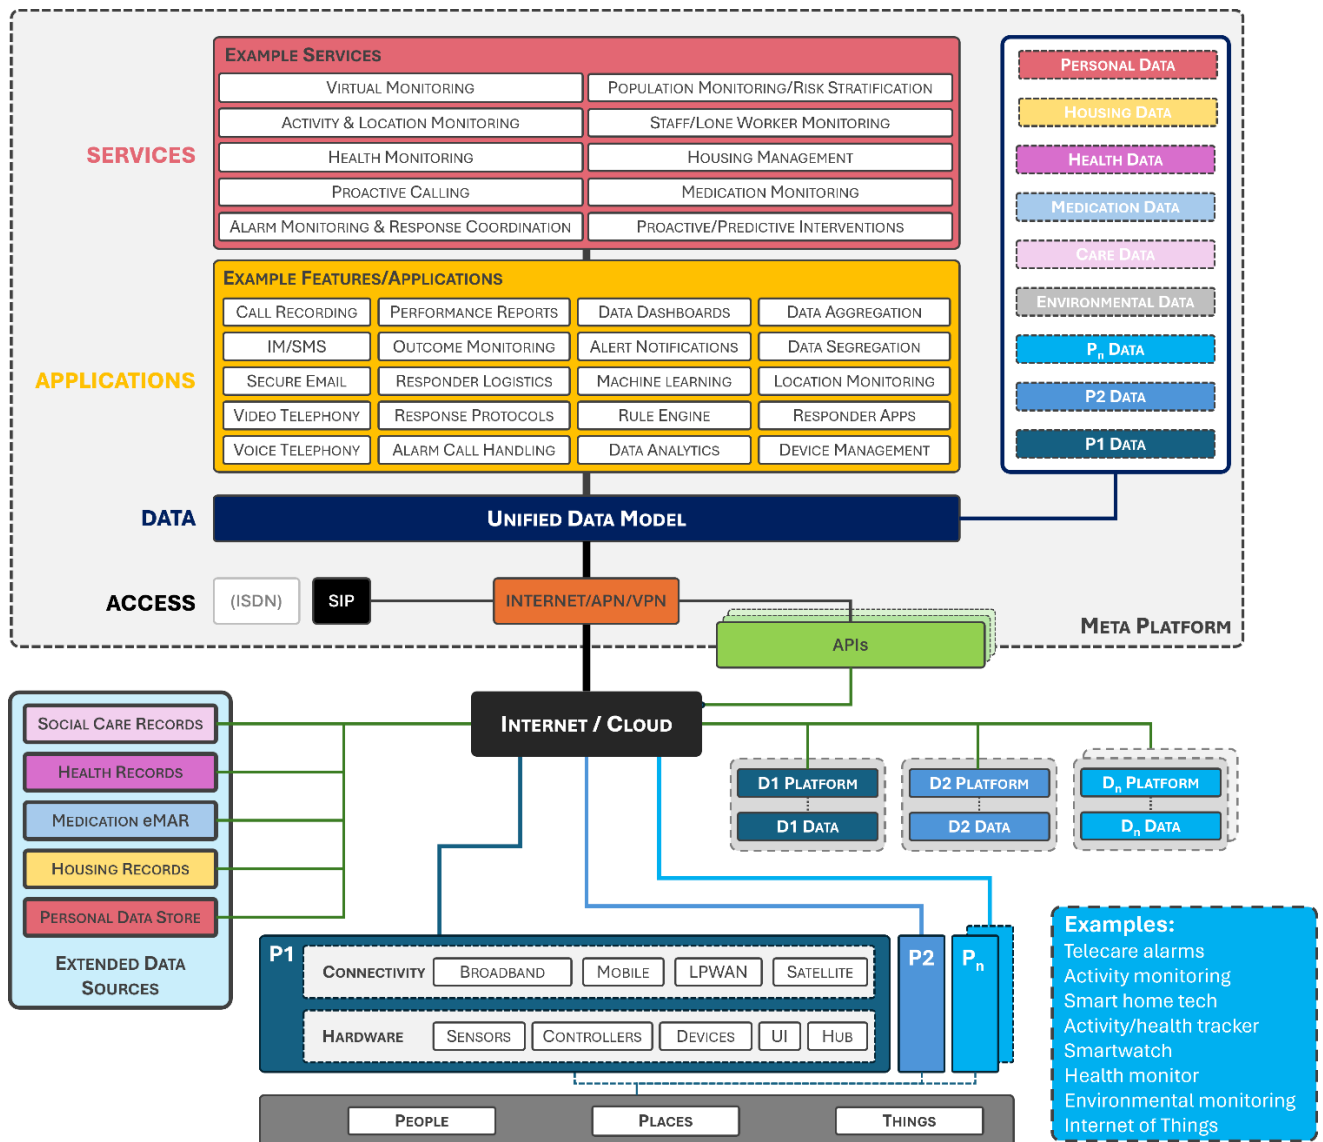 EXAMPLE SERVICES
SERVICES
VIRTUAL MONITORING
POPULATION MONITORING/RISK STRATIFICATION
ACTIVITY & LOCATION MONITORING
STAFF/LONE WORKER MONITORING
HEALTH MONITORING
HOUSING MANAGEMENT
PROACTIVE CALLING
MEDICATION MONITORING
ALARM MONITORING & RESPONSE COORDINATION
PROACTIVE/PREDICTIVE INTERVENTIONS
PERSONAL DATA
HOUSING DATA
HEALTH DATA
MEDICATION DATA
CARE DATA
ENVIRONMENTAL DATA
Pn DATA
P2 DATA
P1 DATA
EXAMPLE FEATURES/APPLICATIONS
APPLICATIONS
CALL RECORDING
PERFORMANCE REPORTS
DATA DASHBOARDS
DATA AGGREGATION
IM/SMS
OUTCOME MONITORING
ALERT NOTIFICATIONS
DATA SEGREGATION
SECURE EMAIL
RESPONDER LOGISTICS
MACHINE LEARNING
LOCATION MONITORING
VIDEO TELEPHONY
RESPONSE PROTOCOLS
RULE ENGINE
RESPONDER APPS
VOICE TELEPHONY
ALARM CALL HANDLING
DATA ANALYTICS
DEVICE MANAGEMENT
DATA
UNIFIED DATA MODEL
ACCESS
(ISDN)
SIP
INTERNET/APN/VPN
APIs
META PLATFORM
INTERNET / CLOUD
SOCIAL CARE RECORDS
HEALTH RECORDS
MEDICATION eMAR
HOUSING RECORDS
PERSONAL DATA STORE
EXTENDED DATA
SOURCES
D1 PLATFORM
D1 DATA
D2 PLATFORM
D2 DATA
Dn PLATFORM
Dn DATA
P1
CONNECTIVITY
BROADBAND
MOBILE
LPWAN
SATELLITE
HARDWARE
SENSORS
CONTROLLERS
DEVICES
UI
HUB
P2
Pn
PEOPLE
PLACES
THINGS
Examples:
Telecare alarms
Activity monitoring
Smart home tech
Activity/health tracker
Smartwatch
Health monitor
Environmental monitoring
Internet of Things